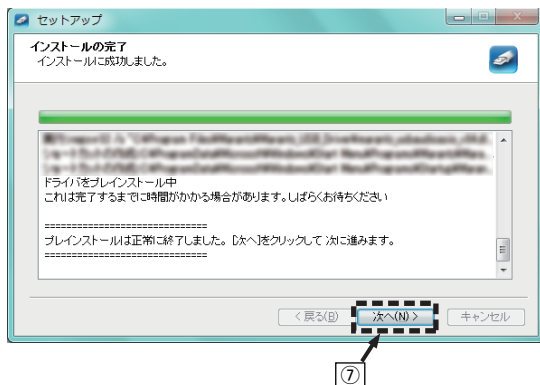 セットアップ
インストールの完了
インストールに成功しました。
ドライバをプレインストール中
これは完了するまでに時間がかかる場合があります。しばらくお待ちください
==============================
プレインストールは正常に終了しました。[次へ]をクリックして 次に進みます。
==============================
< 戻る(B)
次へ(N) >
キャンセル
⑦